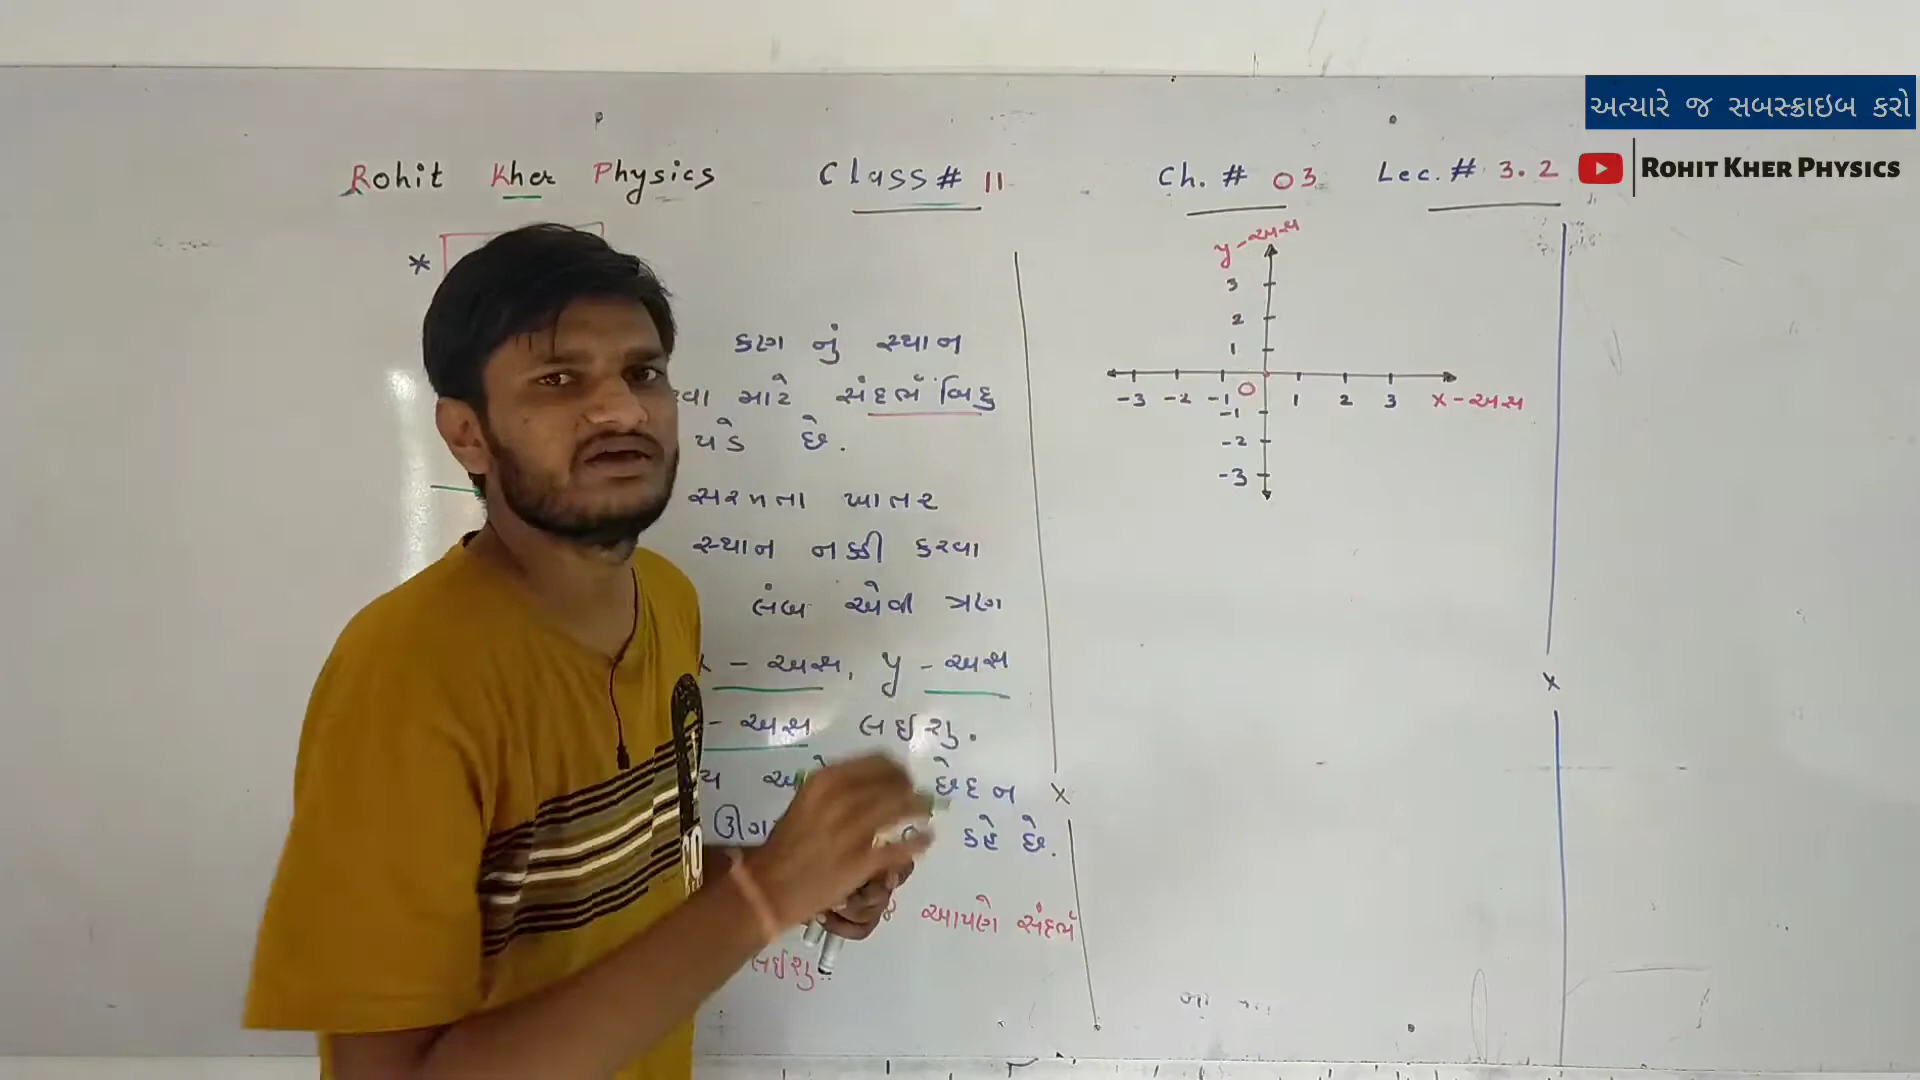 અત્યારે જ સબસ્ક્રાઇબ કરો
ROHIT KHER PHYSICS
Rohit Kher Physics Class # 11 Ch. # 03 Lec. # 3.2
*
કણ નું સ્થાન
માટે સંદર્ભ બિંદુ
પડે છે.
સરળતા ખાતર
સ્થાન નક્કી કરવા
લંબ એવી ત્રણ
x - અક્ષ, y - અક્ષ
- અક્ષ લઈશું.
છેદન
કહે છે.
આપણે સંદર્ભ
લઈશું.
y - અક્ષ
3
2
1
-3 -2 -1 O 1 2 3 x - અક્ષ
-1
-2
-3
x
x